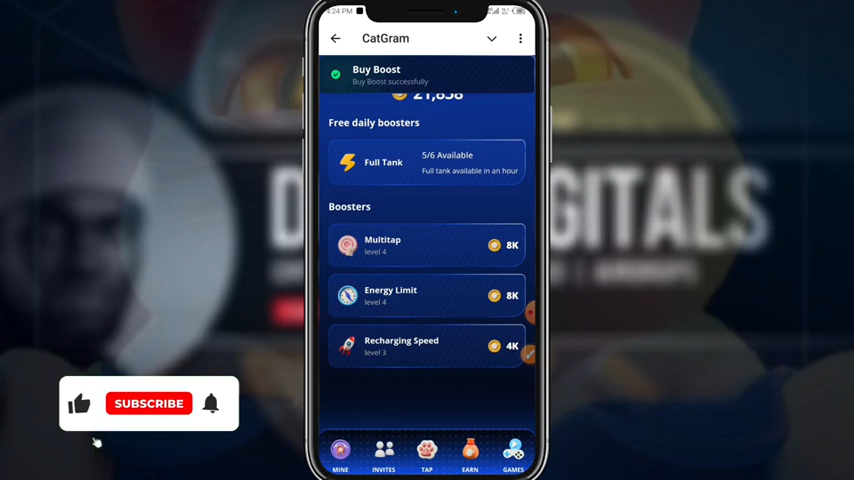 4:24 PM
CatGram
Buy Boost
Buy Boost successfully
21,838
Free daily boosters
Full Tank
5/6 Available
Full tank available in an hour
Boosters
Multitap
level 4
8K
Energy Limit
level 4
8K
Recharging Speed
level 3
4K
SUBSCRIBE
MINE
INVITES
TAP
EARN
GAMES